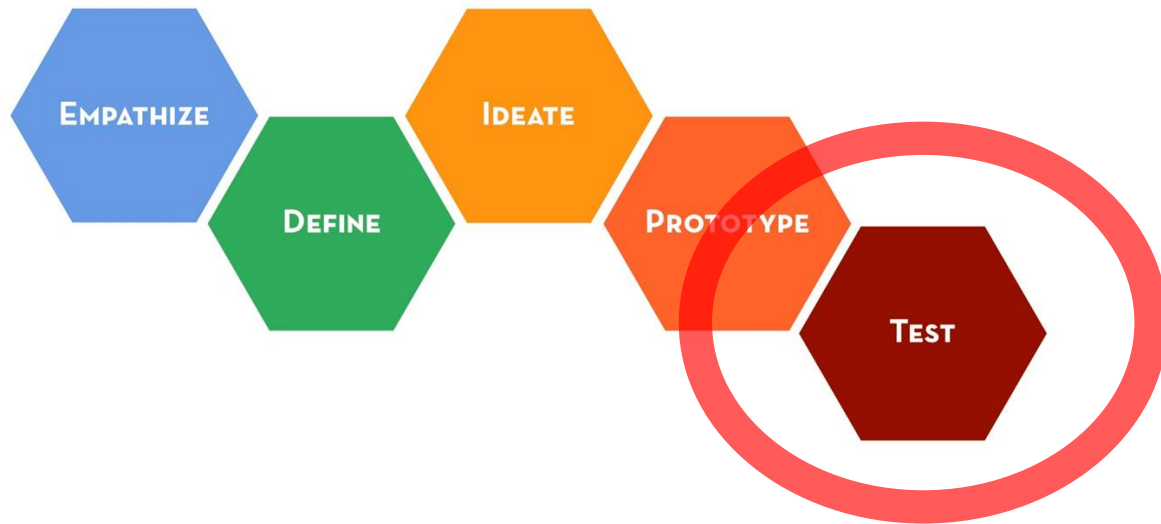 EMPATHIZE
DEFINE
IDEATE
PROTOTYPE
TEST